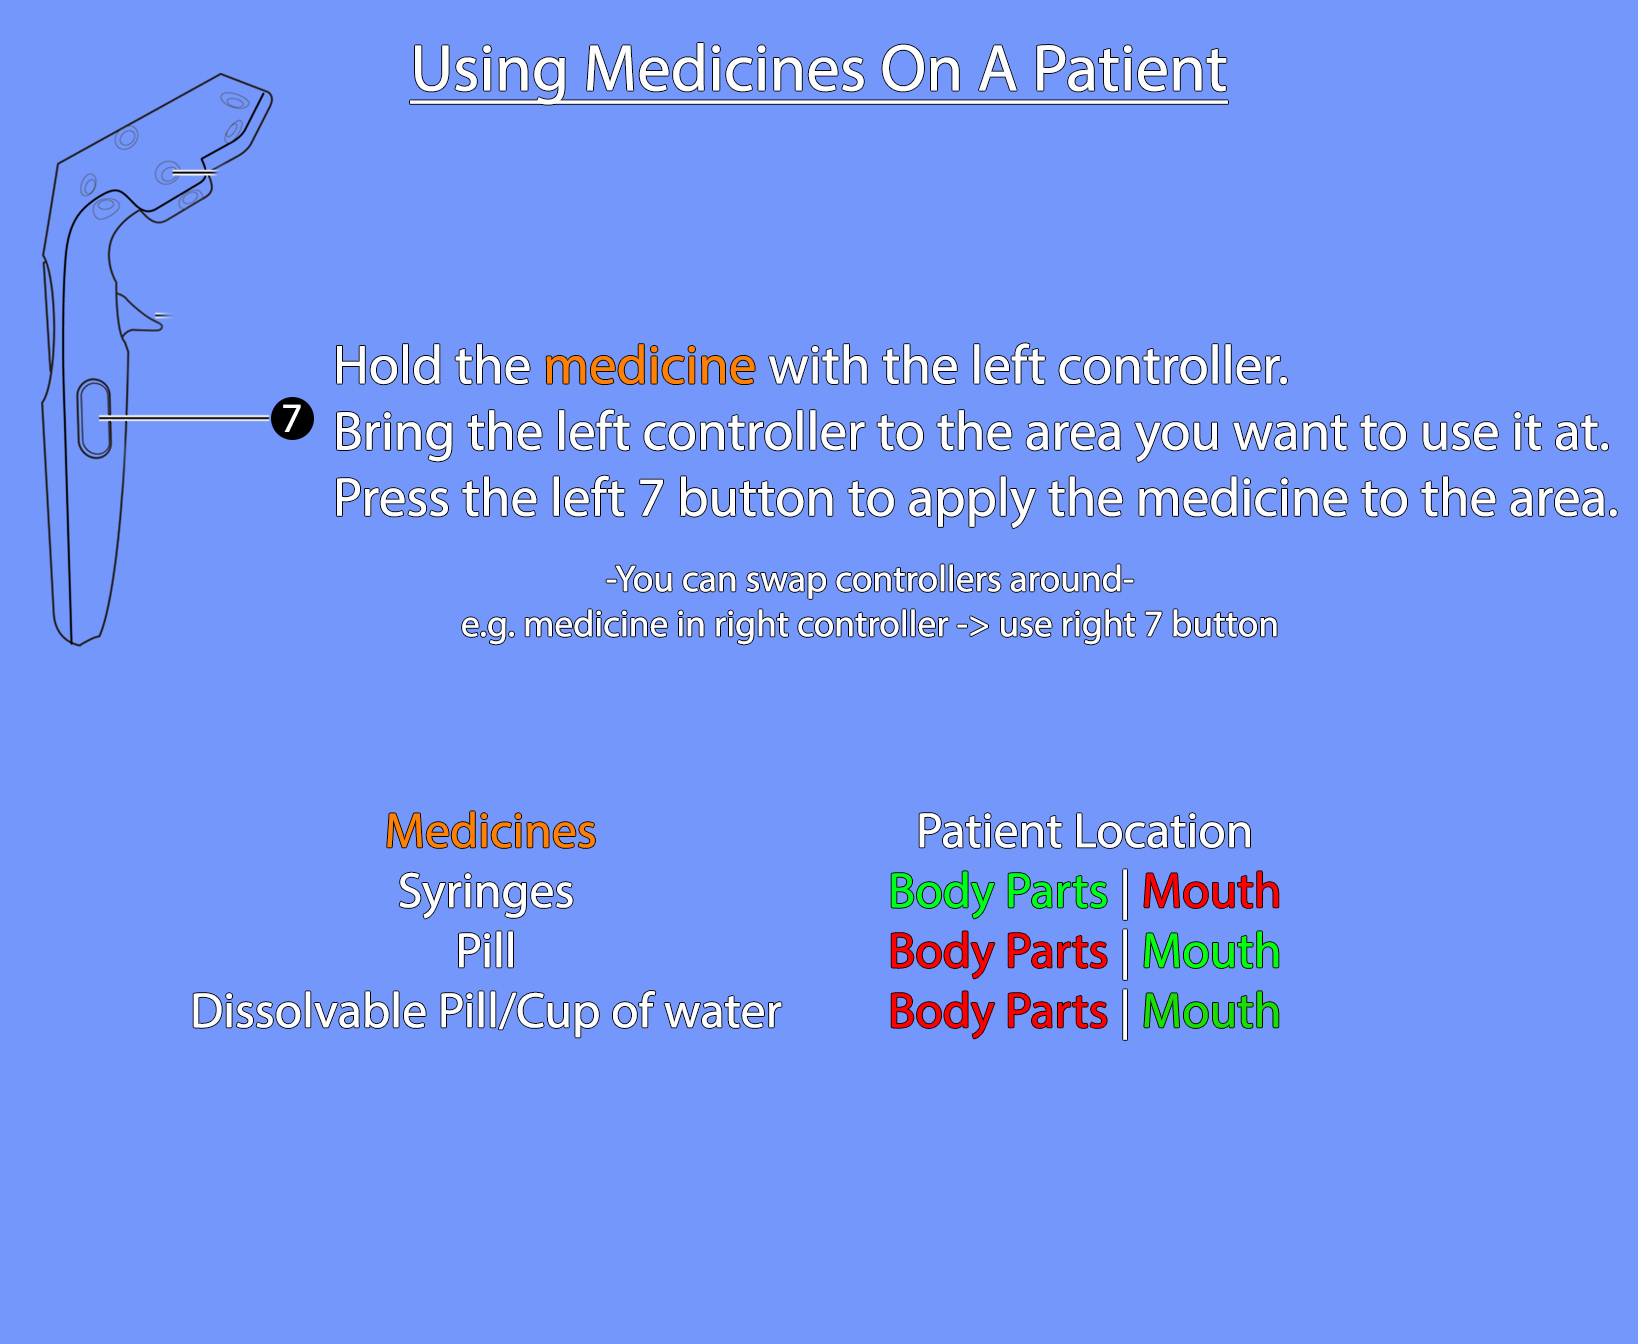 Using Medicines On A Patient
Hold the medicine with the left controller.
7
Bring the left controller to the area you want to use it at.
Press the left 7 button to apply the medicine to the area.
-You can swap controllers around-
e.g. medicine in right controller -> use right 7 button
Medicines Patient Location
Syringes Body Parts | Mouth
Pill Body Parts | Mouth
Dissolvable Pill/Cup of water Body Parts | Mouth